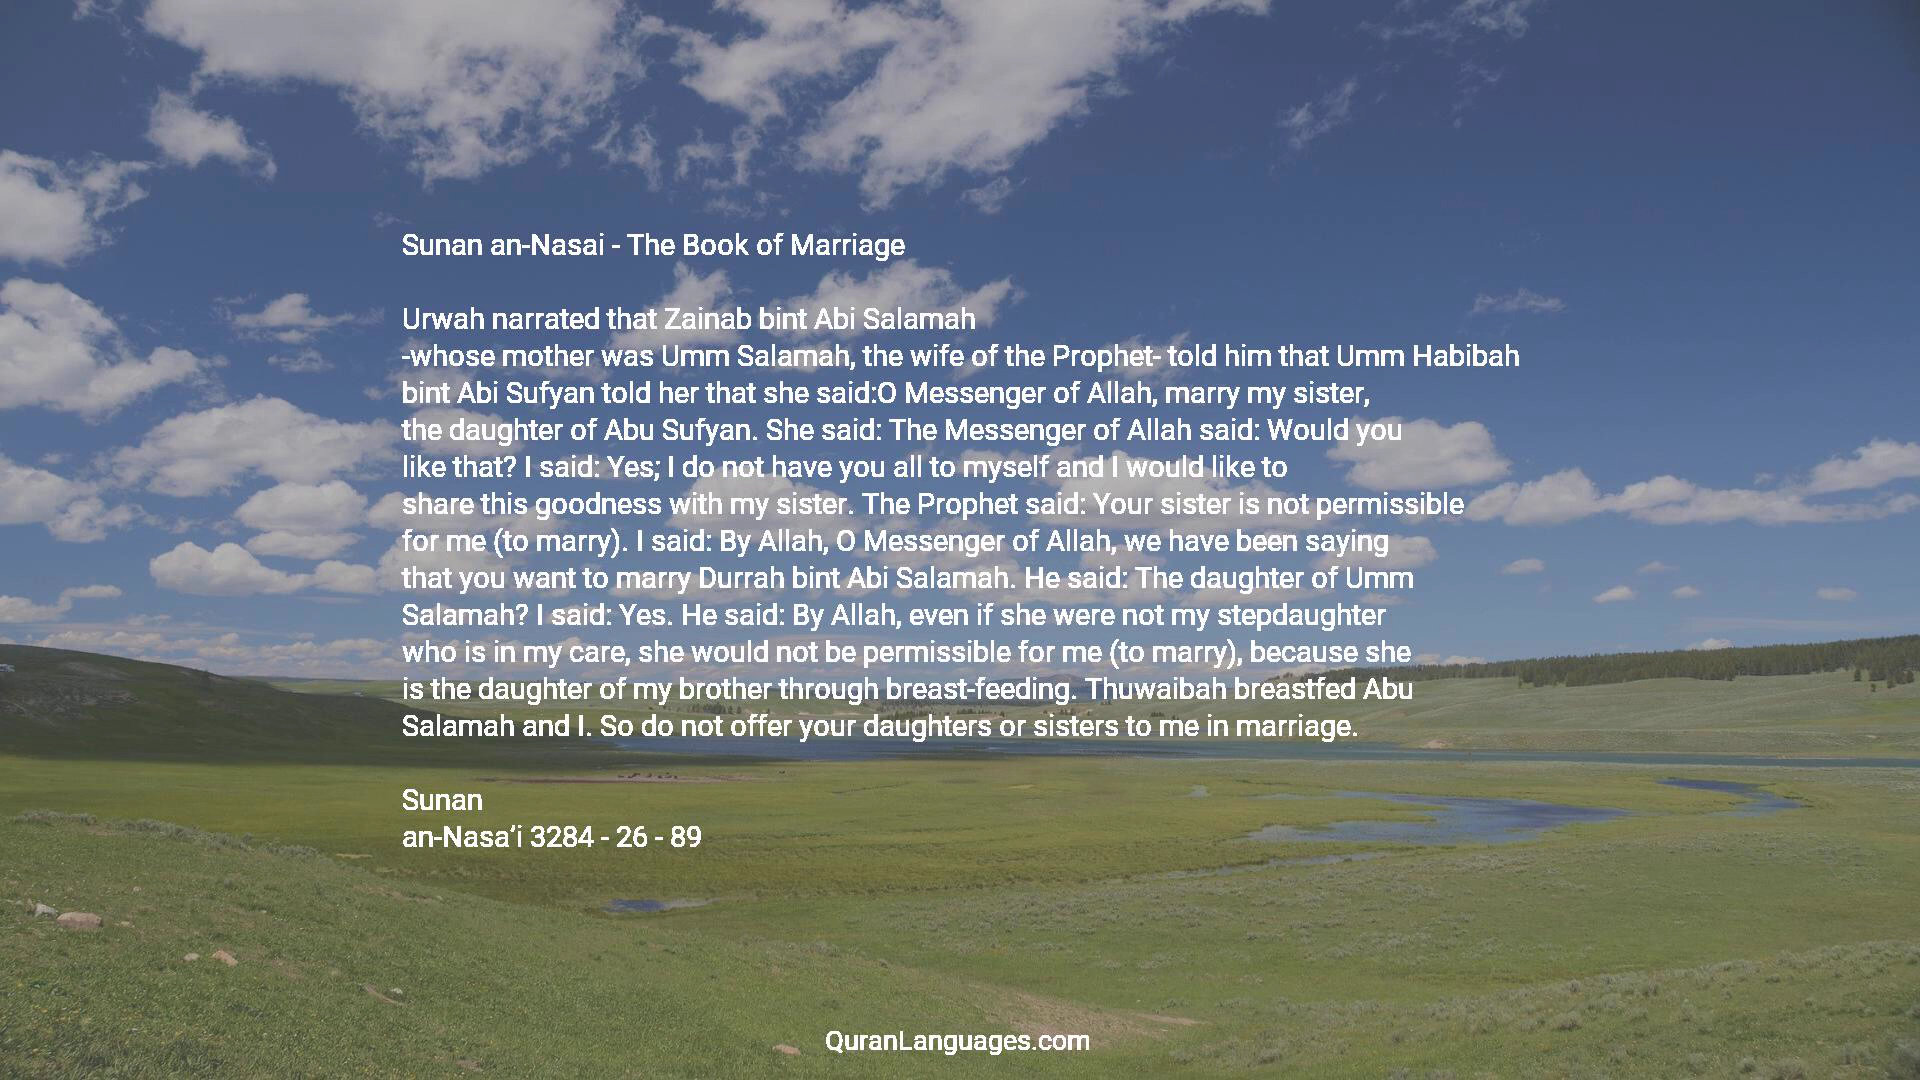 Sunan an-Nasai - The Book of Marriage
Urwah narrated that Zainab bint Abi Salamah
-whose mother was Umm Salamah, the wife of the Prophet- told him that Umm Habibah
bint Abi Sufyan told her that she said:O Messenger of Allah, marry my sister,
the daughter of Abu Sufyan. She said: The Messenger of Allah said: Would you
like that? I said: Yes; I do not have you all to myself and I would like to
share this goodness with my sister. The Prophet said: Your sister is not permissible
for me (to marry). I said: By Allah, O Messenger of Allah, we have been saying
that you want to marry Durrah bint Abi Salamah. He said: The daughter of Umm
Salamah? I said: Yes. He said: By Allah, even if she were not my stepdaughter
who is in my care, she would not be permissible for me (to marry), because she
is the daughter of my brother through breast-feeding. Thuwaibah breastfed Abu
Salamah and I. So do not offer your daughters or sisters to me in marriage.
Sunan
an-Nasa‘i 3284 - 26 - 89
QuranLanguages.com